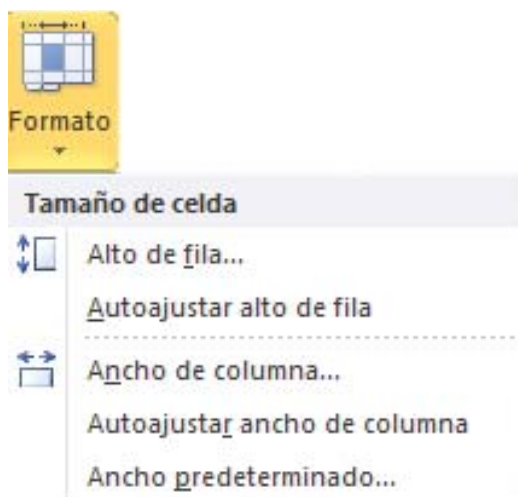 Formato
Tamaño de celda
Alto de fila...
Autoajustar alto de fila
Ancho de columna...
Autoajustar ancho de columna
Ancho predeterminado...